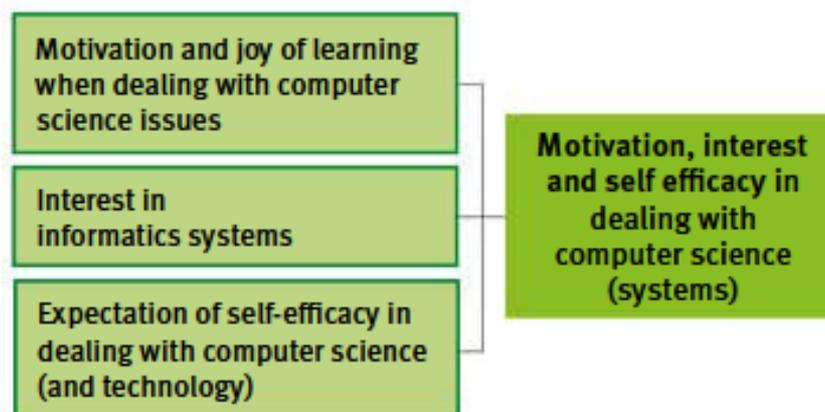 Motivation and joy of learning
when dealing with computer
science issues
Interest in
informatics systems
Expectation of self-efficacy in
dealing with computer science
(and technology)
Motivation, interest
and self efficacy in
dealing with
computer science
(systems)